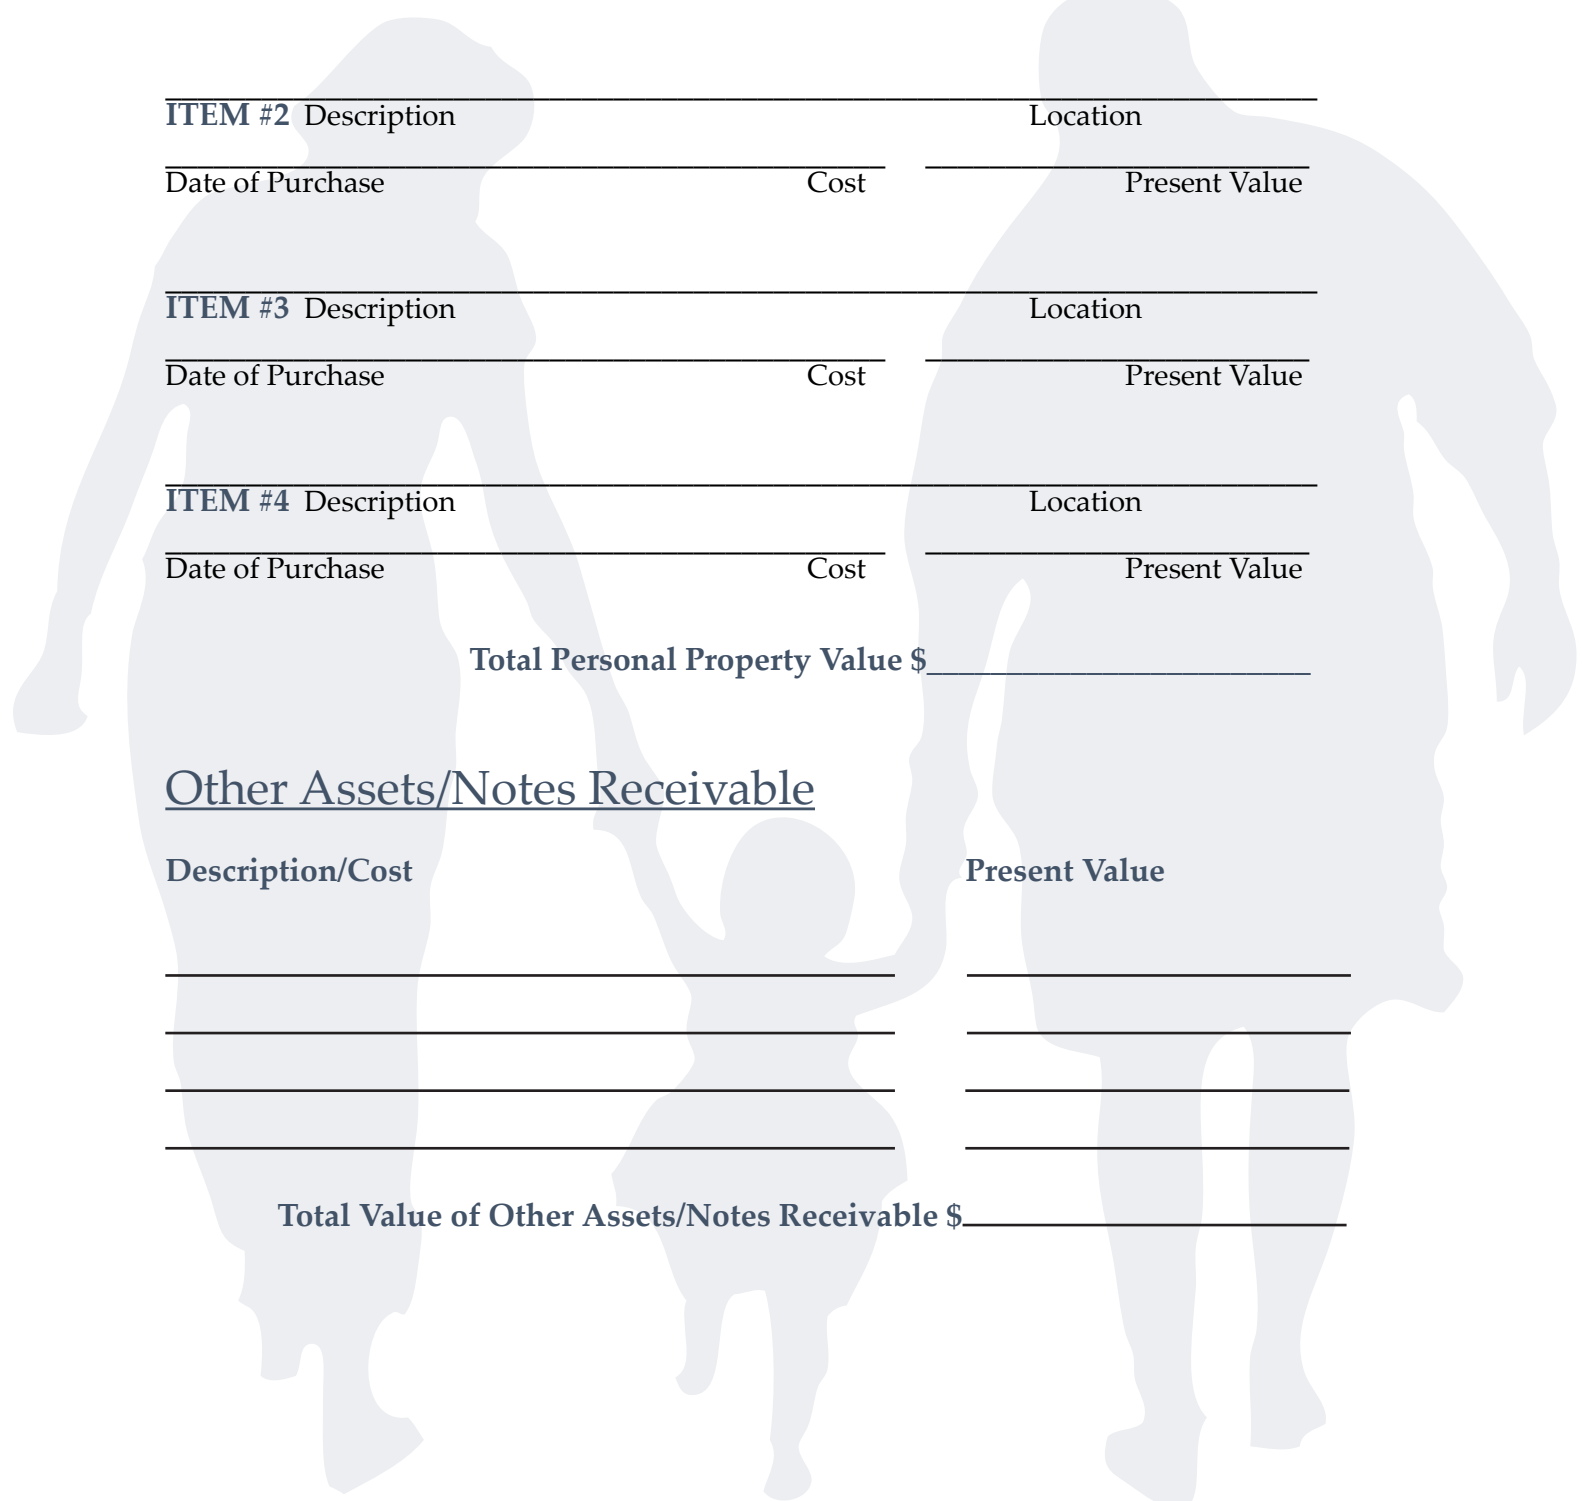 ITEM #2 Description Location
Date of Purchase Cost Present Value
ITEM #3 Description Location
Date of Purchase Cost Present Value
ITEM #4 Description Location
Date of Purchase Cost Present Value
Total Personal Property Value $________________________
Other Assets/Notes Receivable
Description/Cost Present Value
Total Value of Other Assets/Notes Receivable $